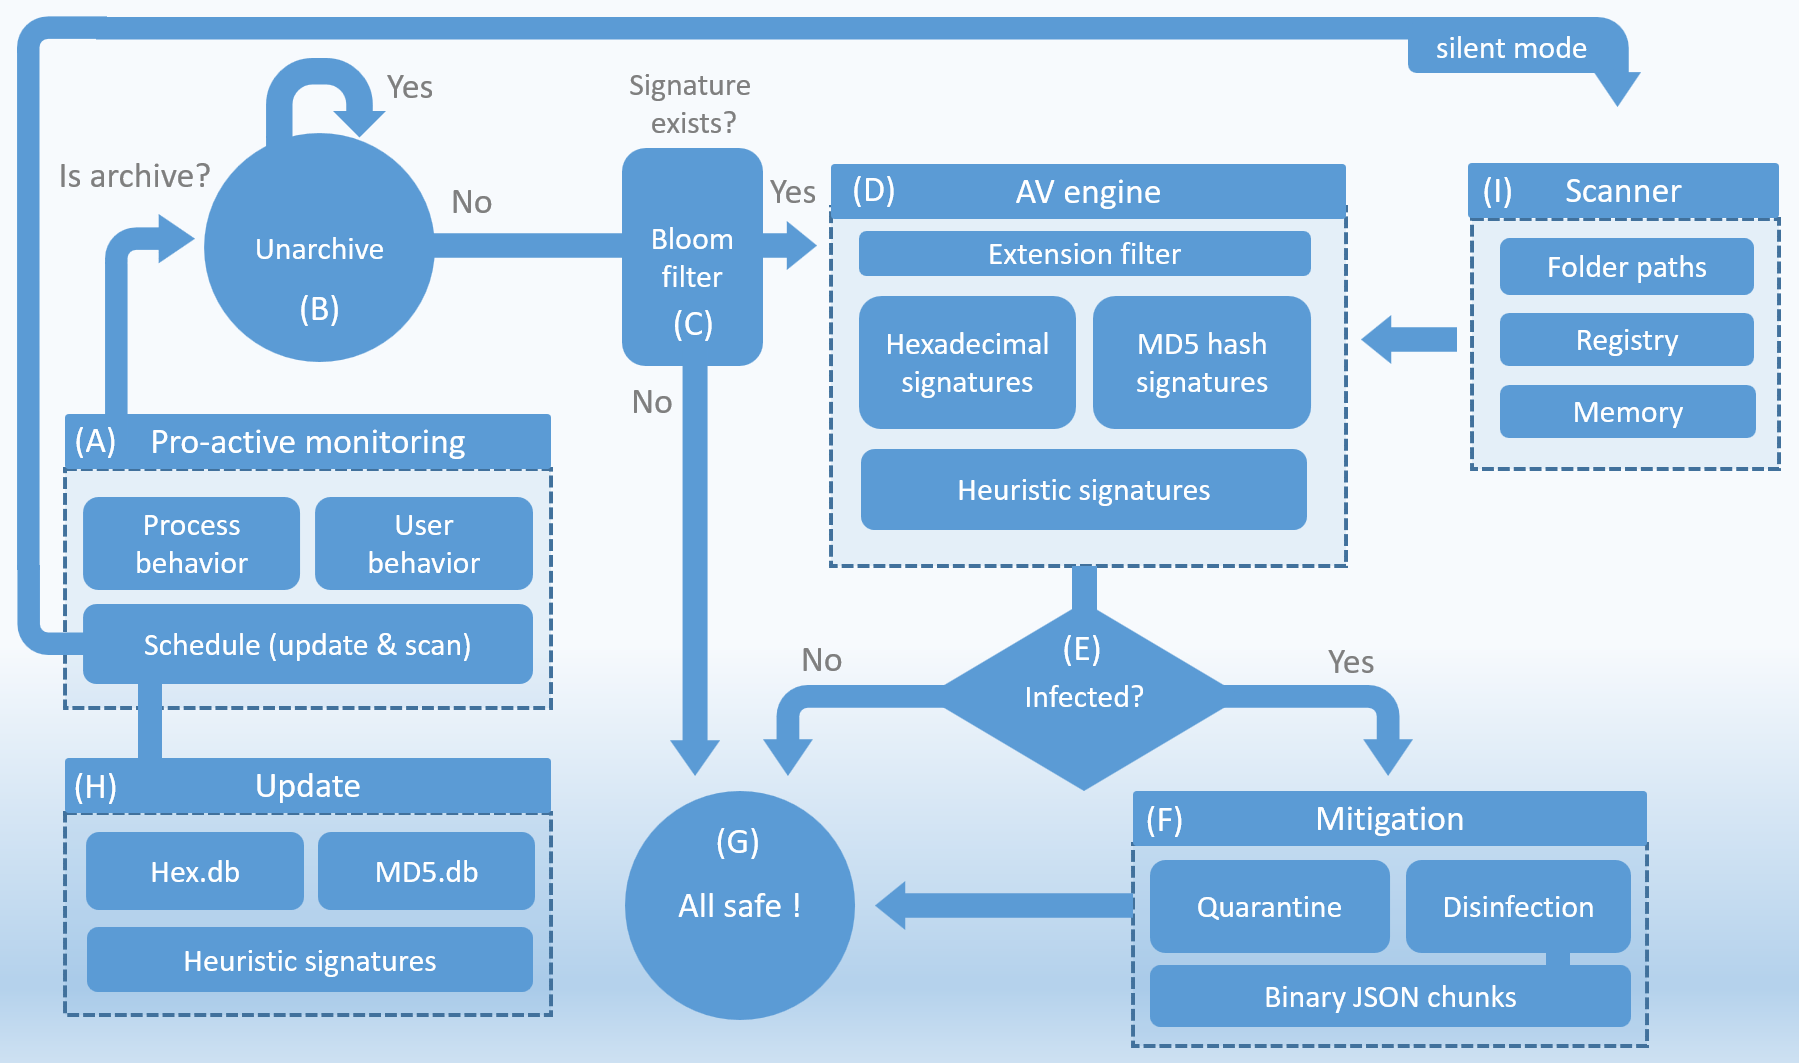 silent mode
Yes
Is archive?
Unarchive
(B)
No
Signature
exists?
Bloom
filter
(C)
Yes
No
(D) AV engine
Extension filter
Hexadecimal
signatures
MD5 hash
signatures
Heuristic signatures
(I) Scanner
Folder paths
Registry
Memory
(A) Pro-active monitoring
Process
behavior
User
behavior
Schedule (update & scan)
(E)
Infected?
No
Yes
(H) Update
Hex.db
MD5.db
Heuristic signatures
(G)
All safe !
(F) Mitigation
Quarantine
Disinfection
Binary JSON chunks